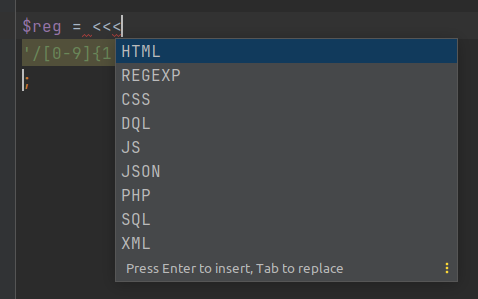 $reg = <<<
'/[0-9]{1
;
HTML
REGEXP
CSS
DQL
JS
JSON
PHP
SQL
XML
Press Enter to insert, Tab to replace